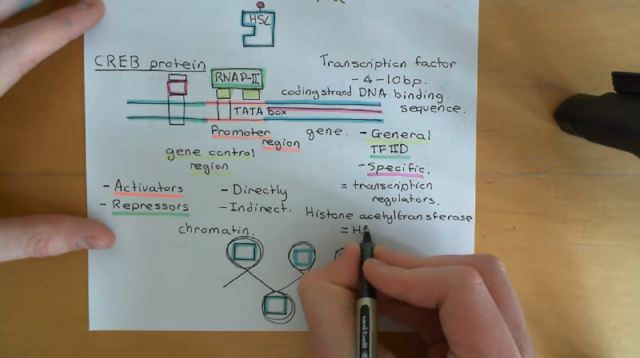 HSL
CREB protein
RNAP-II
Transcription factor
- 4-10bp.
coding strand DNA binding
sequence.
TATA box
Promoter
region
gene.
- General
TFIID
gene control
region
- Specific.
- Activators
- Directly
= transcription
regulators.
- Repressors
- Indirect.
Histone acetyltransferase
chromatin.
= H